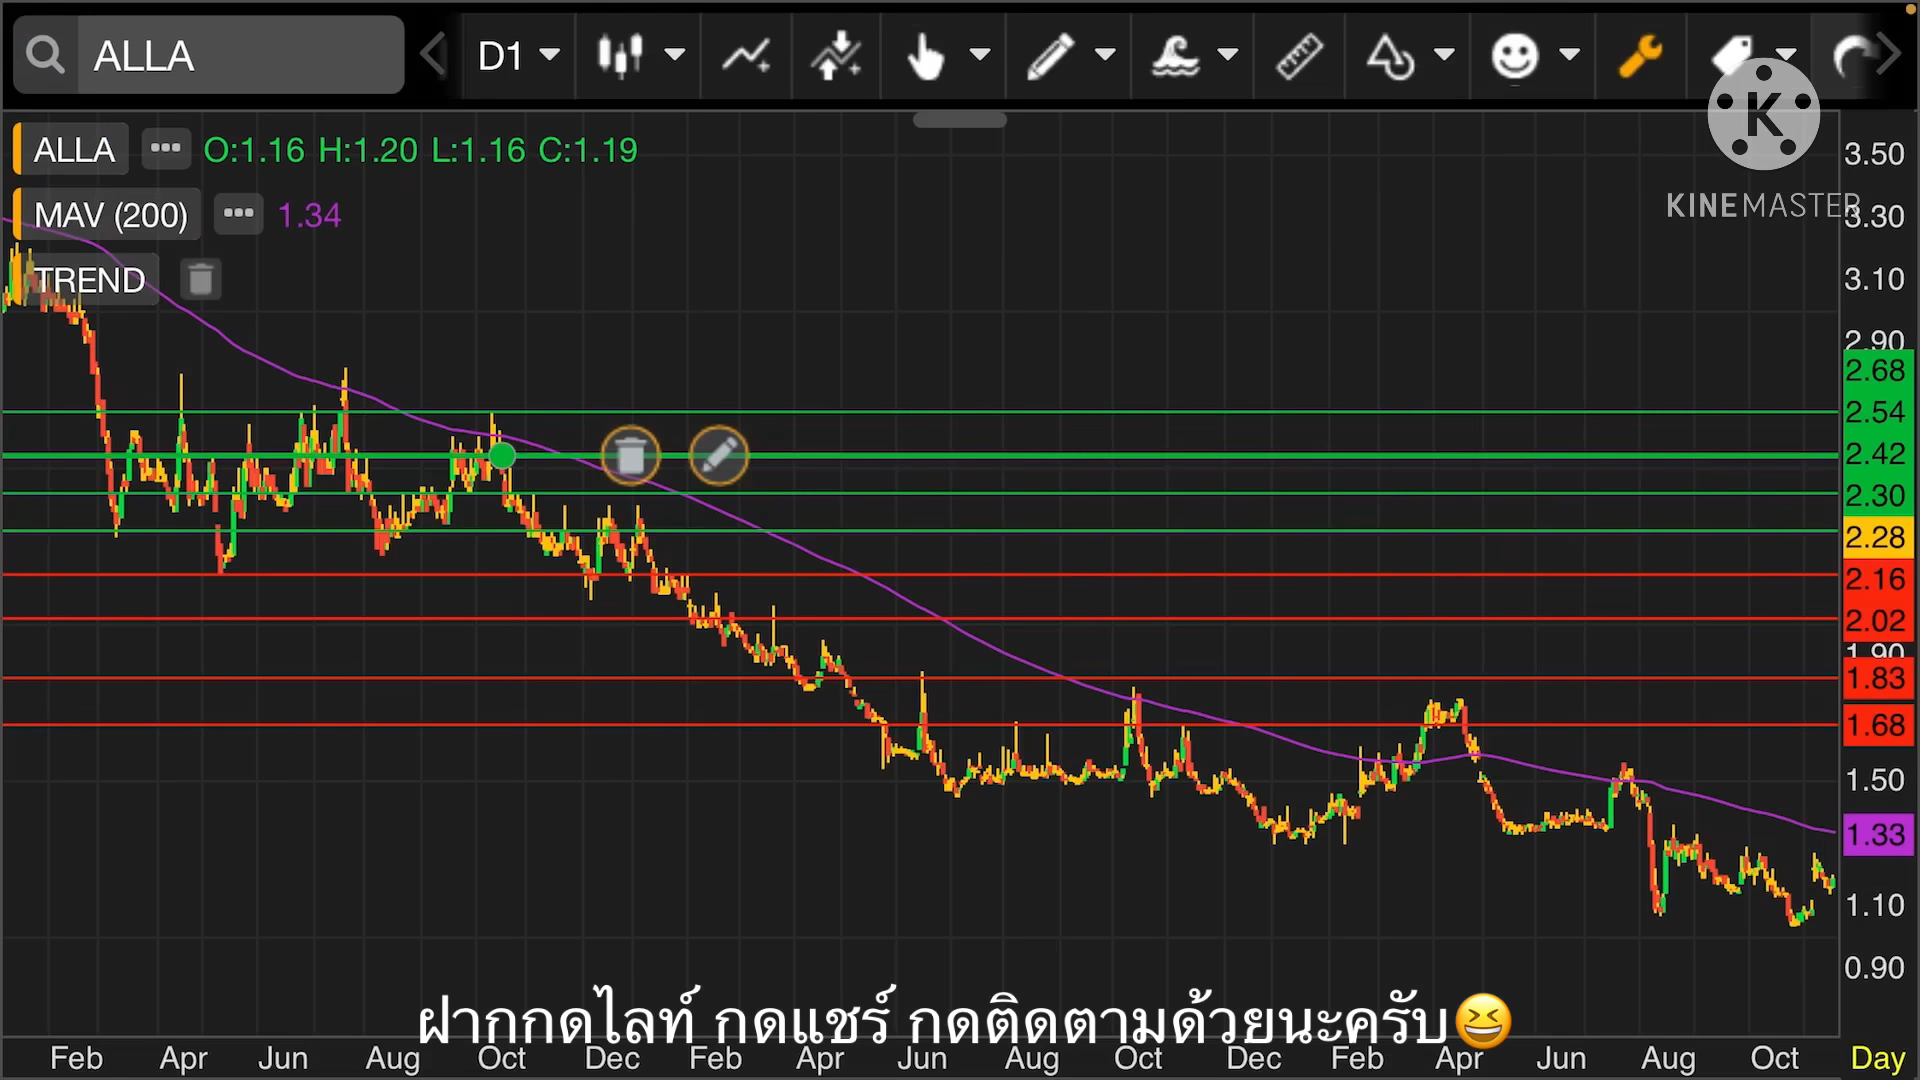 ALLA
D1
K
KINEMASTER
ALLA ••• O:1.16 H:1.20 L:1.16 C:1.19
MAV (200) ••• 1.34
TREND
3.50
3.30
3.10
2.90
2.68
2.54
2.42
2.30
2.28
2.16
2.02
1.90
1.83
1.68
1.50
1.33
1.10
0.90
ฝากกดไลท์ กดแชร์ กดติดตามด้วยนะครับ😆
Feb Apr Jun Aug Oct Dec Feb Apr Jun Aug Oct Dec Feb Apr Jun Aug Oct Day